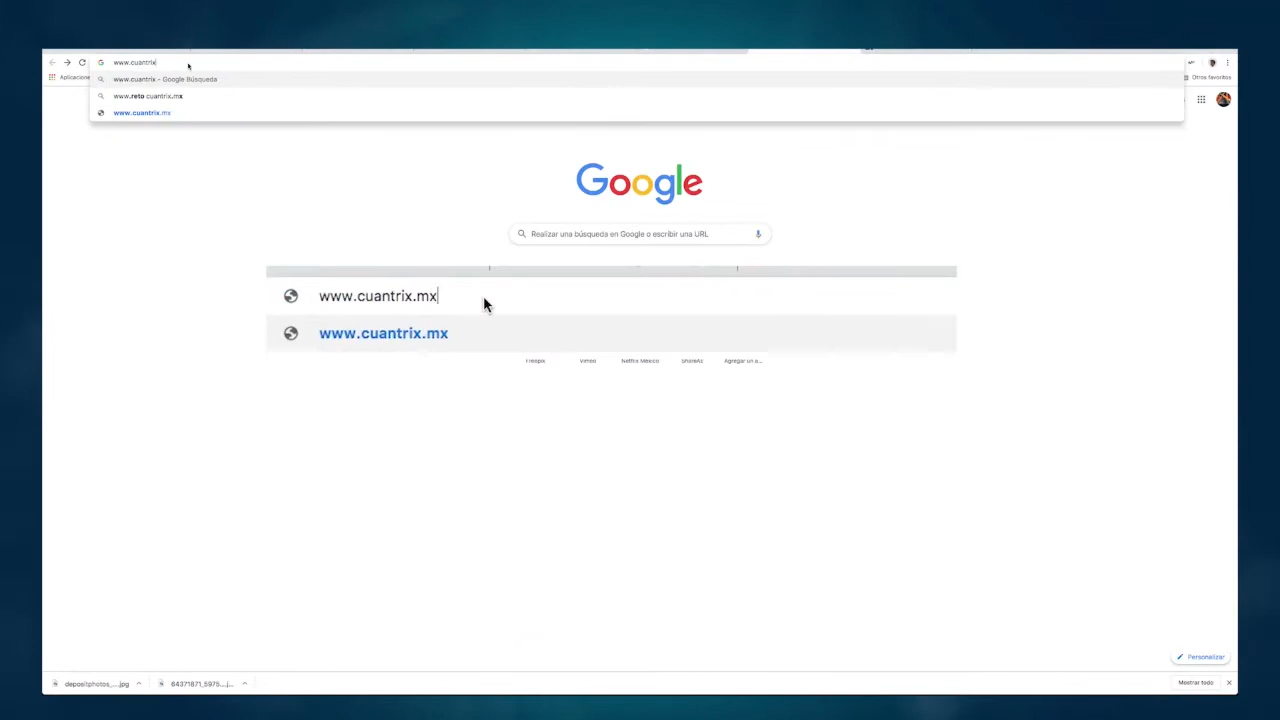 www.cuantrix
Aplicacione
www.cuantrix - Google Búsqueda
Otros favoritos
www.reto cuantrix.mx
www.cuantrix.mx
Google
Realizar una búsqueda en Google o escribir una URL
www.cuantrix.mx
www.cuantrix.mx
Freepix
Vimeo
Netflix México
Agregar un a...
Personalizar
depositphotos_....jpg
64371871_5975....j...
Mostrar todo